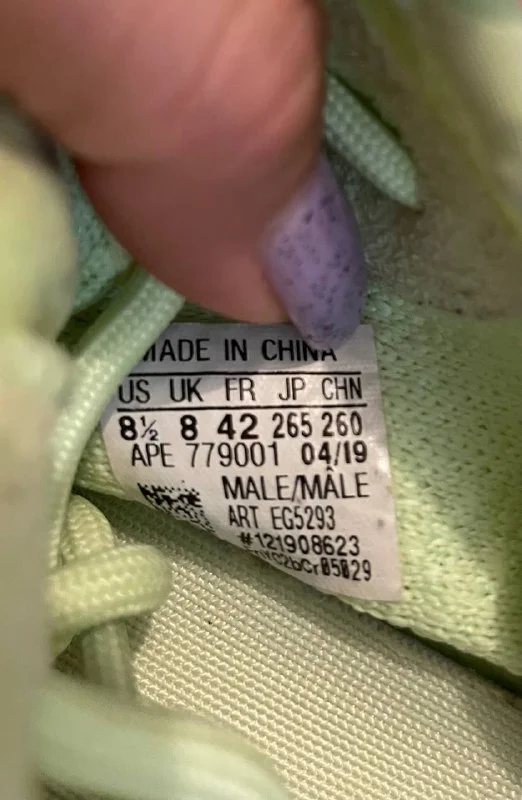 MADE IN CHINA
US UK FR JP CHN
8½ 8 42 265 260
APE 779001 04/19
MALE/MÂLE
ART EG5293
#121908623